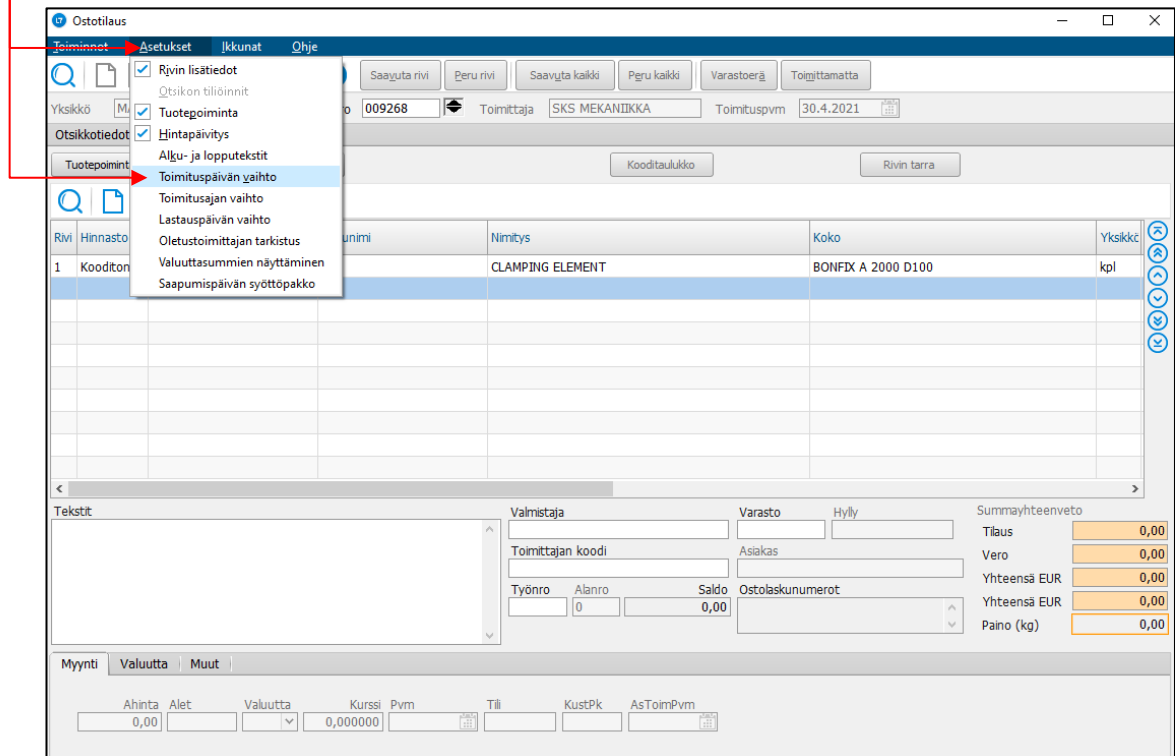 Ostotilaus
Toiminnot Asetukset Ikkunat Ohje
Rivin lisätiedot
Otsikon tiliöinnit
Tuotepoiminta
Hintapäivitys
Alku- ja lopputekstit
Toimituspäivän vaihto
Toimitusajan vaihto
Lastauspäivän vaihto
Oletustoimittajan tarkistus
Valuuttasummien näyttäminen
Saapumispäivän syöttöpakko
Saavuta rivi Peru rivi Saavuta kaikki Peru kaikki Varastoerä Toimittamatta
Yksikkö 009268 Toimittaja SKS MEKANIIKKA Toimituspvm 30.4.2021
Otsikkotiedot
Tuotepoimint Kooditaulukko Rivin tarra
Rivi Hinnasto unimi Nimitys Koko Yksikkö
1 Kooditon CLAMPING ELEMENT BONFIX A 2000 D100 kpl
Tekstit Valmistaja Varasto Hylly Summayhteenveto
Tilaus 0,00
Toimittajan koodi Asiakas Vero 0,00
Yhteensä EUR 0,00
Työnro Alanro Saldo Ostolaskunumerot Yhteensä EUR 0,00
0 0,00 Paino (kg) 0,00
Myynti Valuutta Muut
Ahinta Alet Valuutta Kurssi Pvm Tili KustPk AsToimPvm
0,00 0,000000